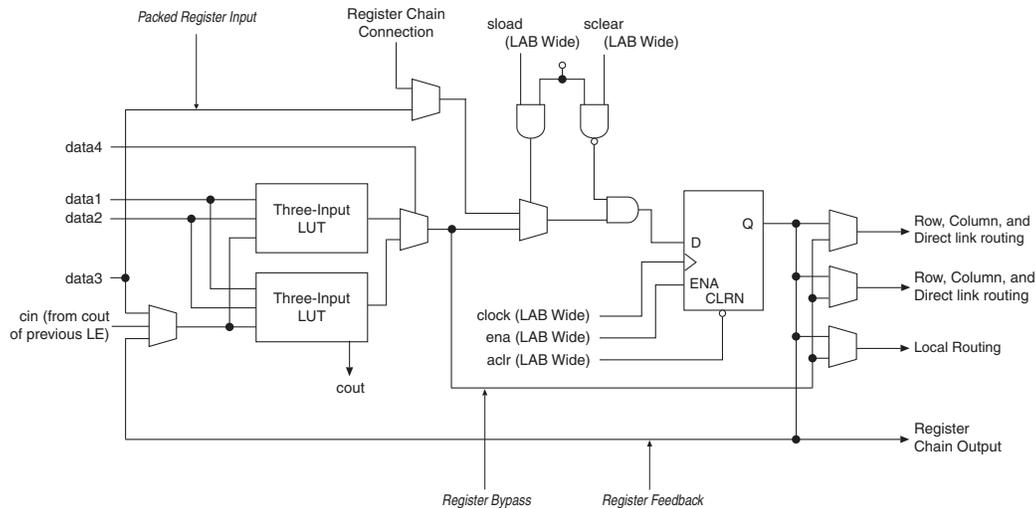 Packed Register Input
Register Chain
Connection
sload
(LAB Wide)
sclear
(LAB Wide)
data4
data1
data2
data3
cin (from cout
of previous LE)
Three-Input
LUT
Three-Input
LUT
cout
Q
D
ENA
CLRN
clock (LAB Wide)
ena (LAB Wide)
aclr (LAB Wide)
Row, Column, and
Direct link routing
Row, Column, and
Direct link routing
Local Routing
Register
Chain Output
Register Bypass
Register Feedback